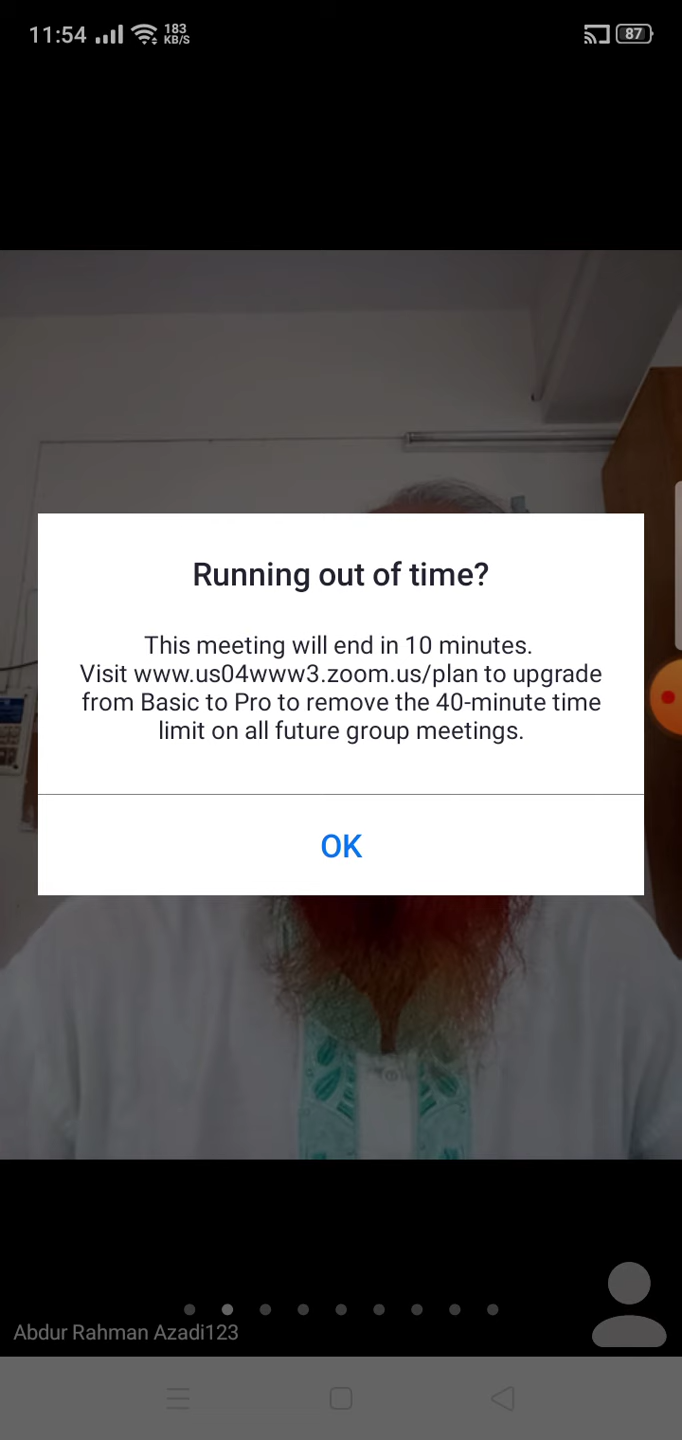 11:54
183
KB/S
87
Running out of time?
This meeting will end in 10 minutes.
Visit www.us04www3.zoom.us/plan to upgrade
from Basic to Pro to remove the 40-minute time
limit on all future group meetings.
OK
Abdur Rahman Azadi123